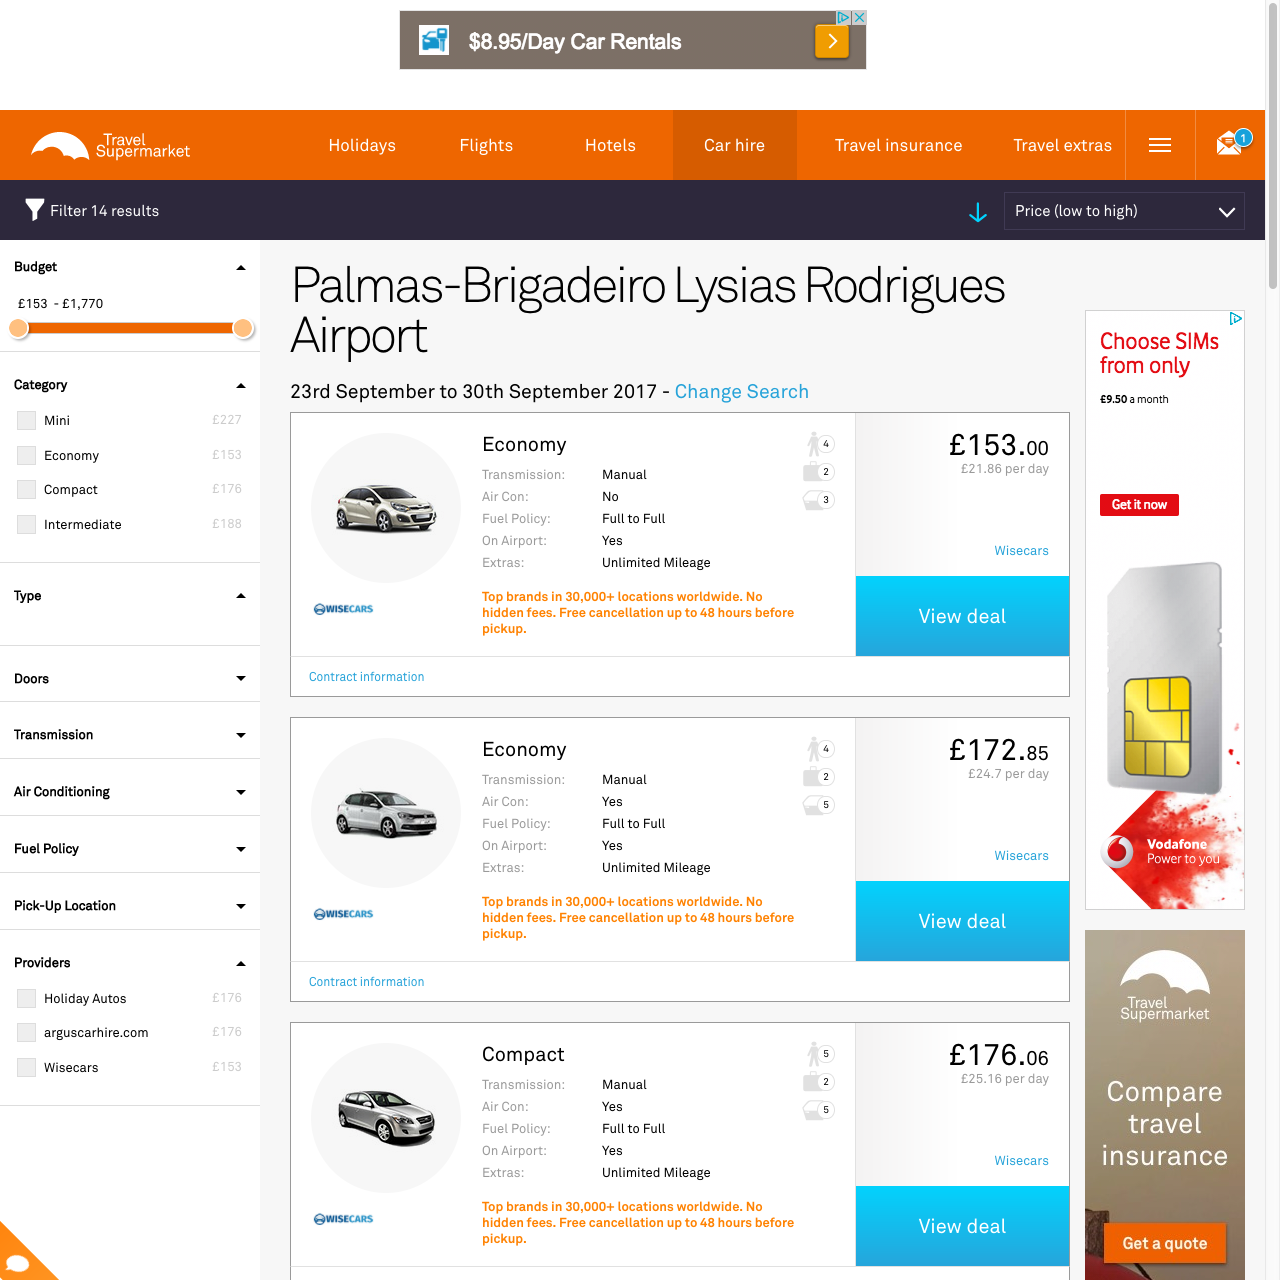 $8.95/Day Car Rentals
Travel
Supermarket
Holidays
Flights
Hotels
Car hire
Travel insurance
Travel extras
1
Filter 14 results
Price (low to high)
Budget
£153 - £1,770
Category
Mini £227
Economy £153
Compact £176
Intermediate £188
Type
Doors
Transmission
Air Conditioning
Fuel Policy
Pick-Up Location
Providers
Holiday Autos £176
arguscarhire.com £176
Wisecars £153
Palmas-Brigadeiro Lysias Rodrigues
Airport
23rd September to 30th September 2017 - Change Search
Economy
Transmission: Manual
Air Con: No
Fuel Policy: Full to Full
On Airport: Yes
Extras: Unlimited Mileage
Top brands in 30,000+ locations worldwide. No
hidden fees. Free cancellation up to 48 hours before
pickup.
WISECARS
4
2
3
£153.00
£21.86 per day
Wisecars
View deal
Contract information
Economy
Transmission: Manual
Air Con: Yes
Fuel Policy: Full to Full
On Airport: Yes
Extras: Unlimited Mileage
Top brands in 30,000+ locations worldwide. No
hidden fees. Free cancellation up to 48 hours before
pickup.
WISECARS
4
2
5
£172.85
£24.7 per day
Wisecars
View deal
Contract information
Compact
Transmission: Manual
Air Con: Yes
Fuel Policy: Full to Full
On Airport: Yes
Extras: Unlimited Mileage
Top brands in 30,000+ locations worldwide. No
hidden fees. Free cancellation up to 48 hours before
pickup.
WISECARS
5
2
5
£176.06
£25.16 per day
Wisecars
View deal
Choose SIMs
from only
£9.50 a month
Get it now
Vodafone
Power to you
Travel
Supermarket
Compare
travel
insurance
Get a quote